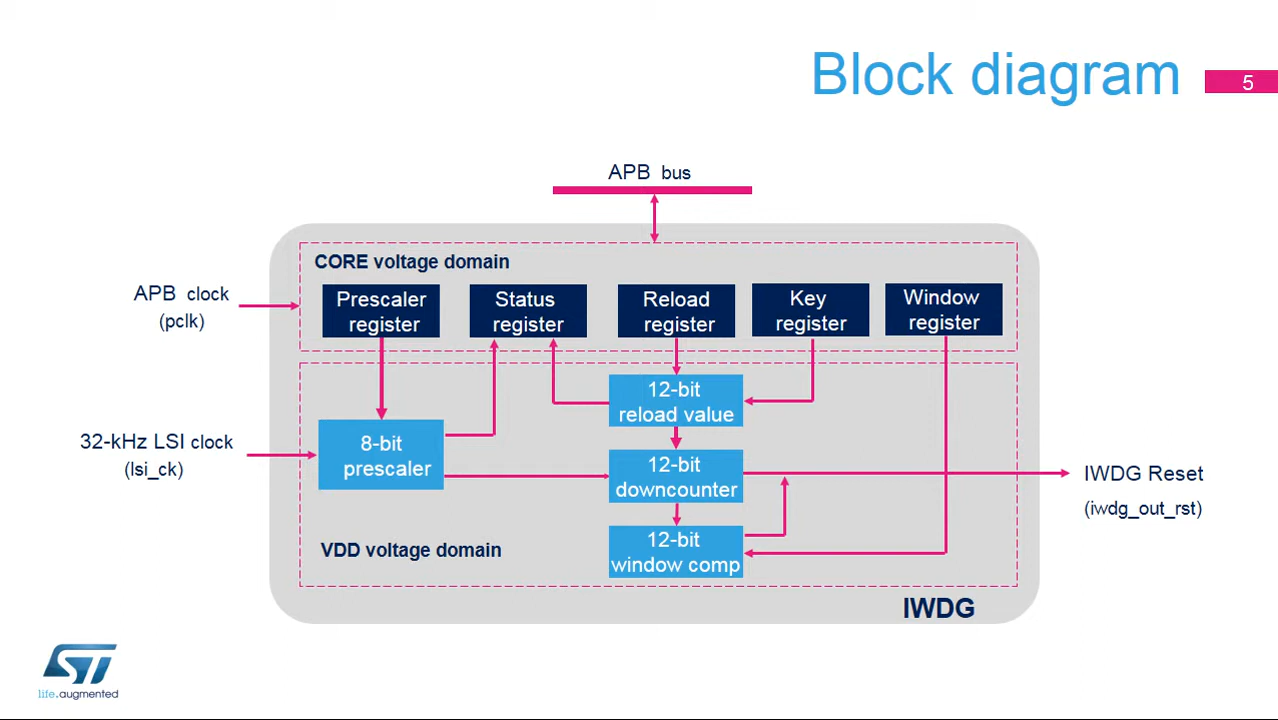 Block diagram
5
APB bus
CORE voltage domain
APB clock
(pclk)
Prescaler
register
Status
register
Reload
register
Key
register
Window
register
12-bit
reload value
32-kHz LSI clock
(lsi_ck)
8-bit
prescaler
12-bit
downcounter
IWDG Reset
(iwdg_out_rst)
12-bit
window comp
VDD voltage domain
IWDG
ST
life.augmented